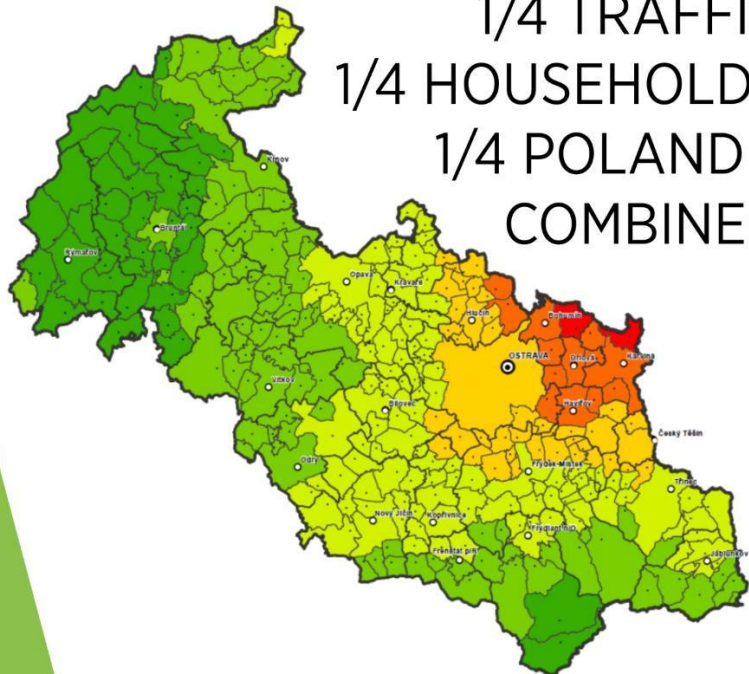 1/4 TRAFFI
1/4 HOUSEHOLD
1/4 POLAND
COMBINE
Krnov
Bruntál
Rýmařov
Opava
Kravaře
Hlučín
Bohumín
OSTRAVA
Orlová
Karviná
Vítkov
Havířov
Bílovec
Český Těšín
Odry
Frýdek-Místek
Třinec
Nový Jičín
Kopřivnice
Frýdlant n/O
Frenštát p/R
Jablunkov